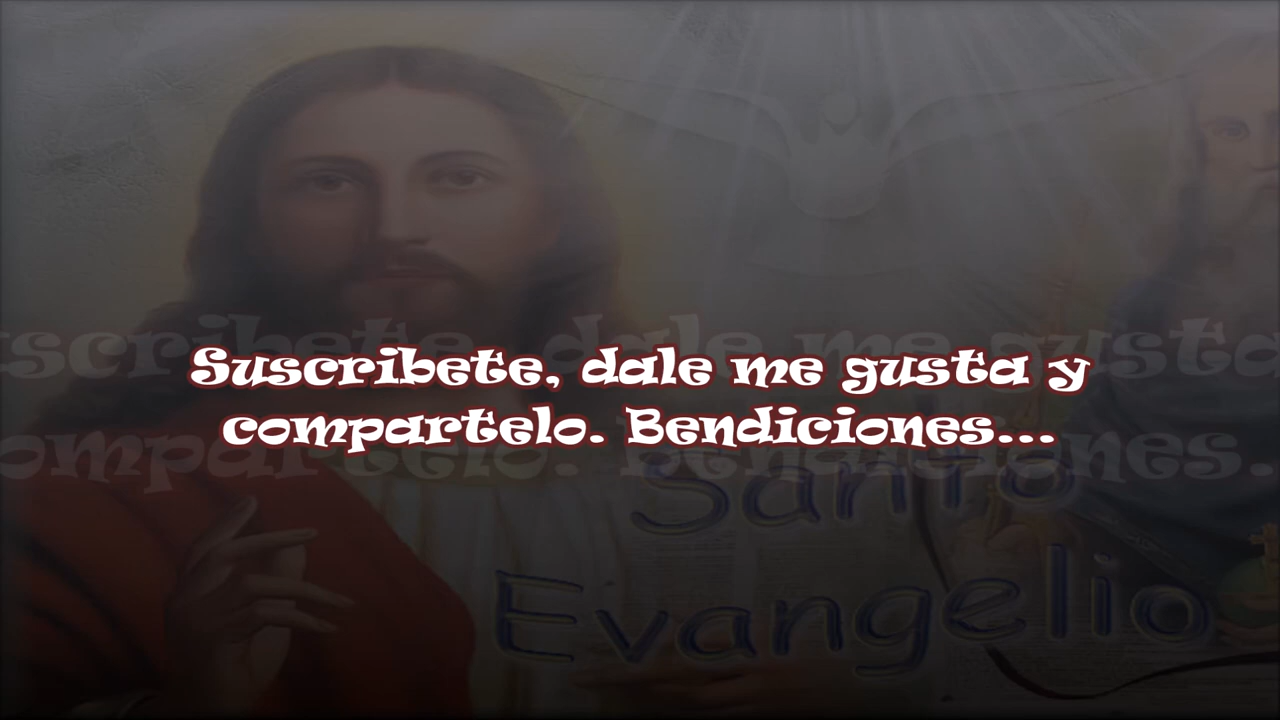 Suscribete, dale me gusta y
compartelo. Bendiciones...
Santo
Evangelio